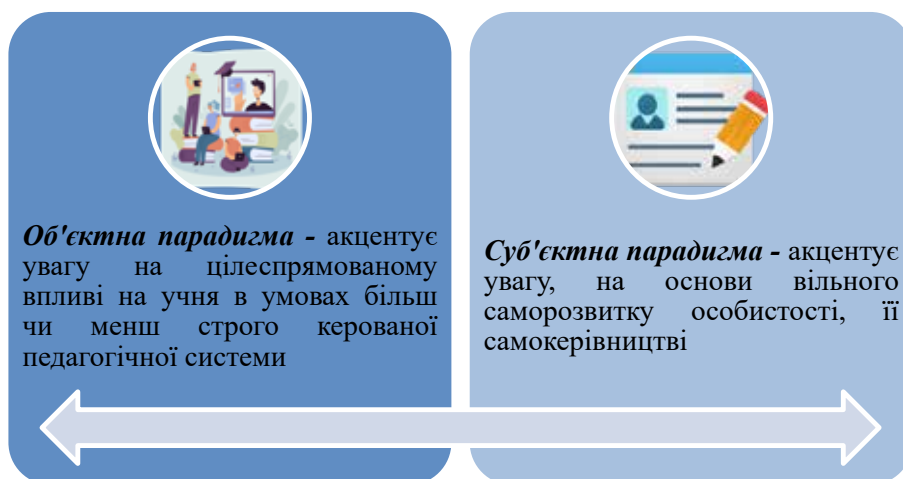 Об'єктна парадигма - акцентує
увагу на цілеспрямованому
впливі на учня в умовах більш
чи менш строго керованої
педагогічної системи
Суб'єктна парадигма - акцентує
увагу, на основи вільного
саморозвитку особистості, її
самокерівництві